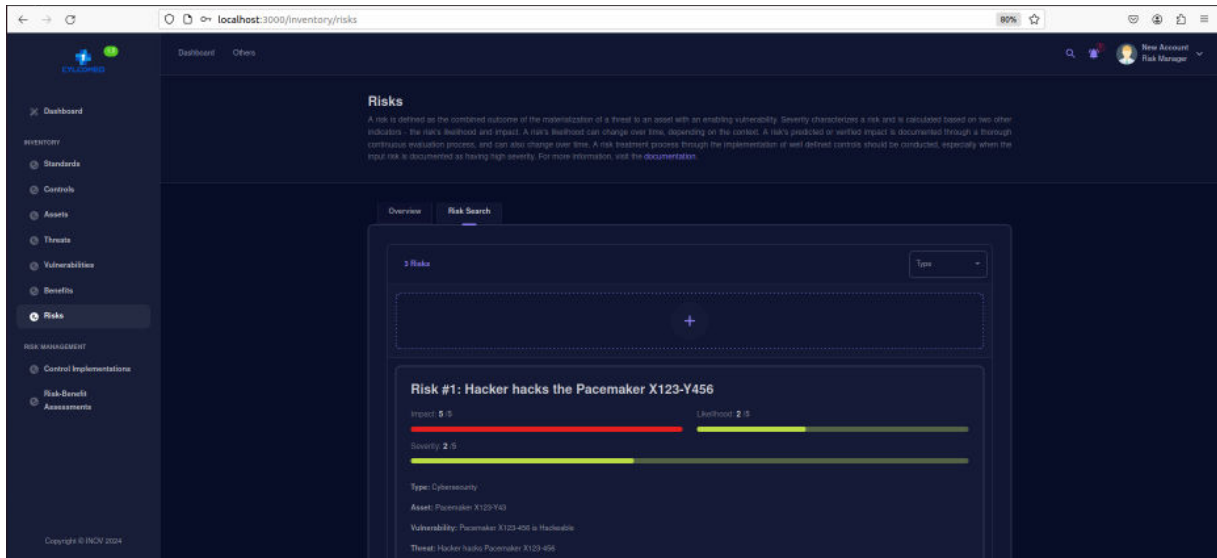 localhost:3000/inventory/risks
80%
CYLCOMED
Dashboard Others
New Account
Risk Manager
Dashboard
INVENTORY
Standards
Controls
Assets
Threats
Vulnerabilities
Benefits
Risks
RISK MANAGEMENT
Control Implementations
Risk-Benefit
Assessments
Copyright © INOV 2024
Risks
A risk is defined as the combined outcome of the materialization of a threat to an asset with an enabling vulnerability. Severity characterizes a risk and is calculated based on two other
indicators - the risk's likelihood and impact. A risk's likelihood can change over time, depending on the context. A risk's predicted or verified impact is documented through a thorough
continuous evaluation process, and can also change over time. A risk treatment process through the implementation of well defined controls should be conducted, especially when the
input risk is documented as having high severity. For more information, visit the documentation.
Overview Risk Search
3 Risks
Type
+
Risk #1: Hacker hacks the Pacemaker X123-Y456
Impact: 5 /5 Likelihood: 2 /5
Severity: 2 /5
Type: Cybersecurity
Asset: Pacemaker X123-Y43
Vulnerability: Pacemaker X123-456 is Hackeable
Threat: Hacker hacks Pacemaker X123-456